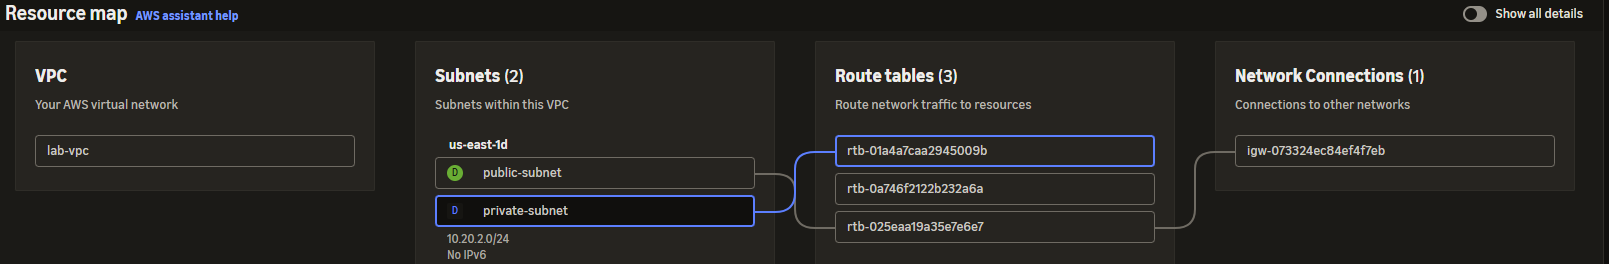 Resource map AWS assistant help
Show all details
VPC
Your AWS virtual network
lab-vpc
Subnets (2)
Subnets within this VPC
us-east-1d
D public-subnet
D private-subnet
10.20.2.0/24
No IPv6
Route tables (3)
Route network traffic to resources
rtb-01a4a7caa2945009b
rtb-0a746f2122b232a6a
rtb-025eaa19a35e7e6e7
Network Connections (1)
Connections to other networks
igw-073324ec84ef4f7eb